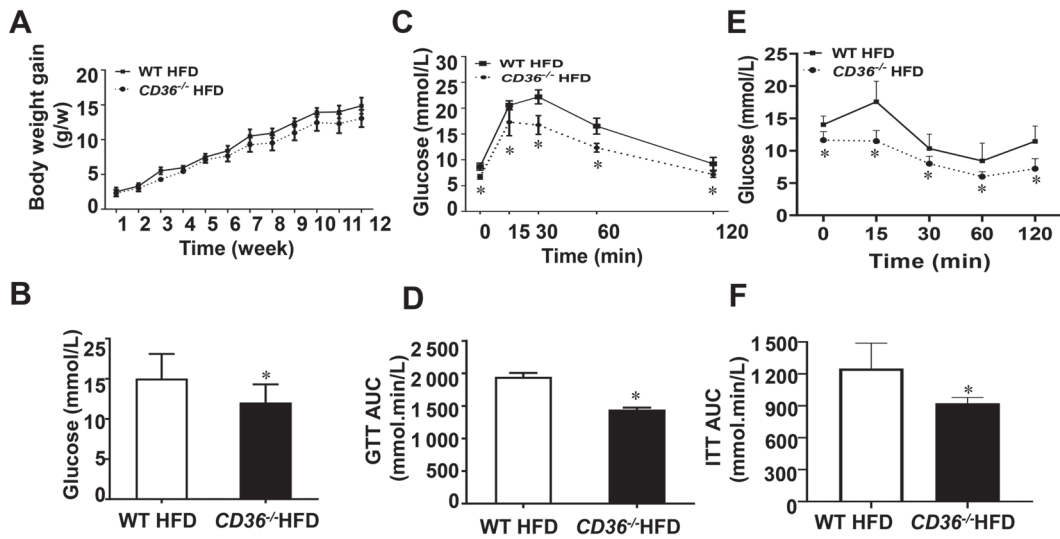 A
WT HFD
CD36-/- HFD
Body weight gain
(g/w)
20
15
10
5
0
1 2 3 4 5 6 7 8 9 10 11 12
Time (week)
B
Glucose (mmol/L)
25
15
10
5
0
WT HFD CD36-/-HFD
*
C
WT HFD
CD36-/- HFD
Glucose (mmol/L)
30
25
20
15
10
5
0
* * * * *
0 15 30 60 120
Time (min)
D
GTT AUC
(mmol.min/L)
2 500
2 000
1 500
1 000
500
0
*
WT HFD CD36-/-HFD
E
WT HFD
CD36-/- HFD
Glucose (mmol/L)
25
20
15
10
5
0
* * * * *
0 15 30 60 120
Time (min)
F
ITT AUC
(mmol.min/L)
1 500
1 200
900
600
300
0
*
WT HFD CD36-/-HFD